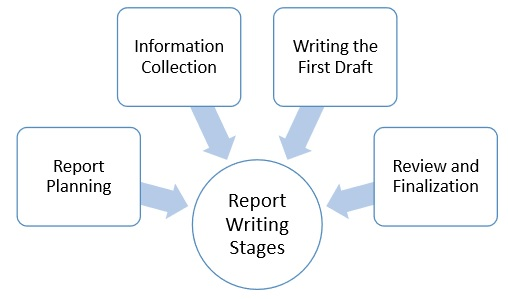 Information
Collection
Writing the
First Draft
Report
Planning
Review and
Finalization
Report
Writing
Stages